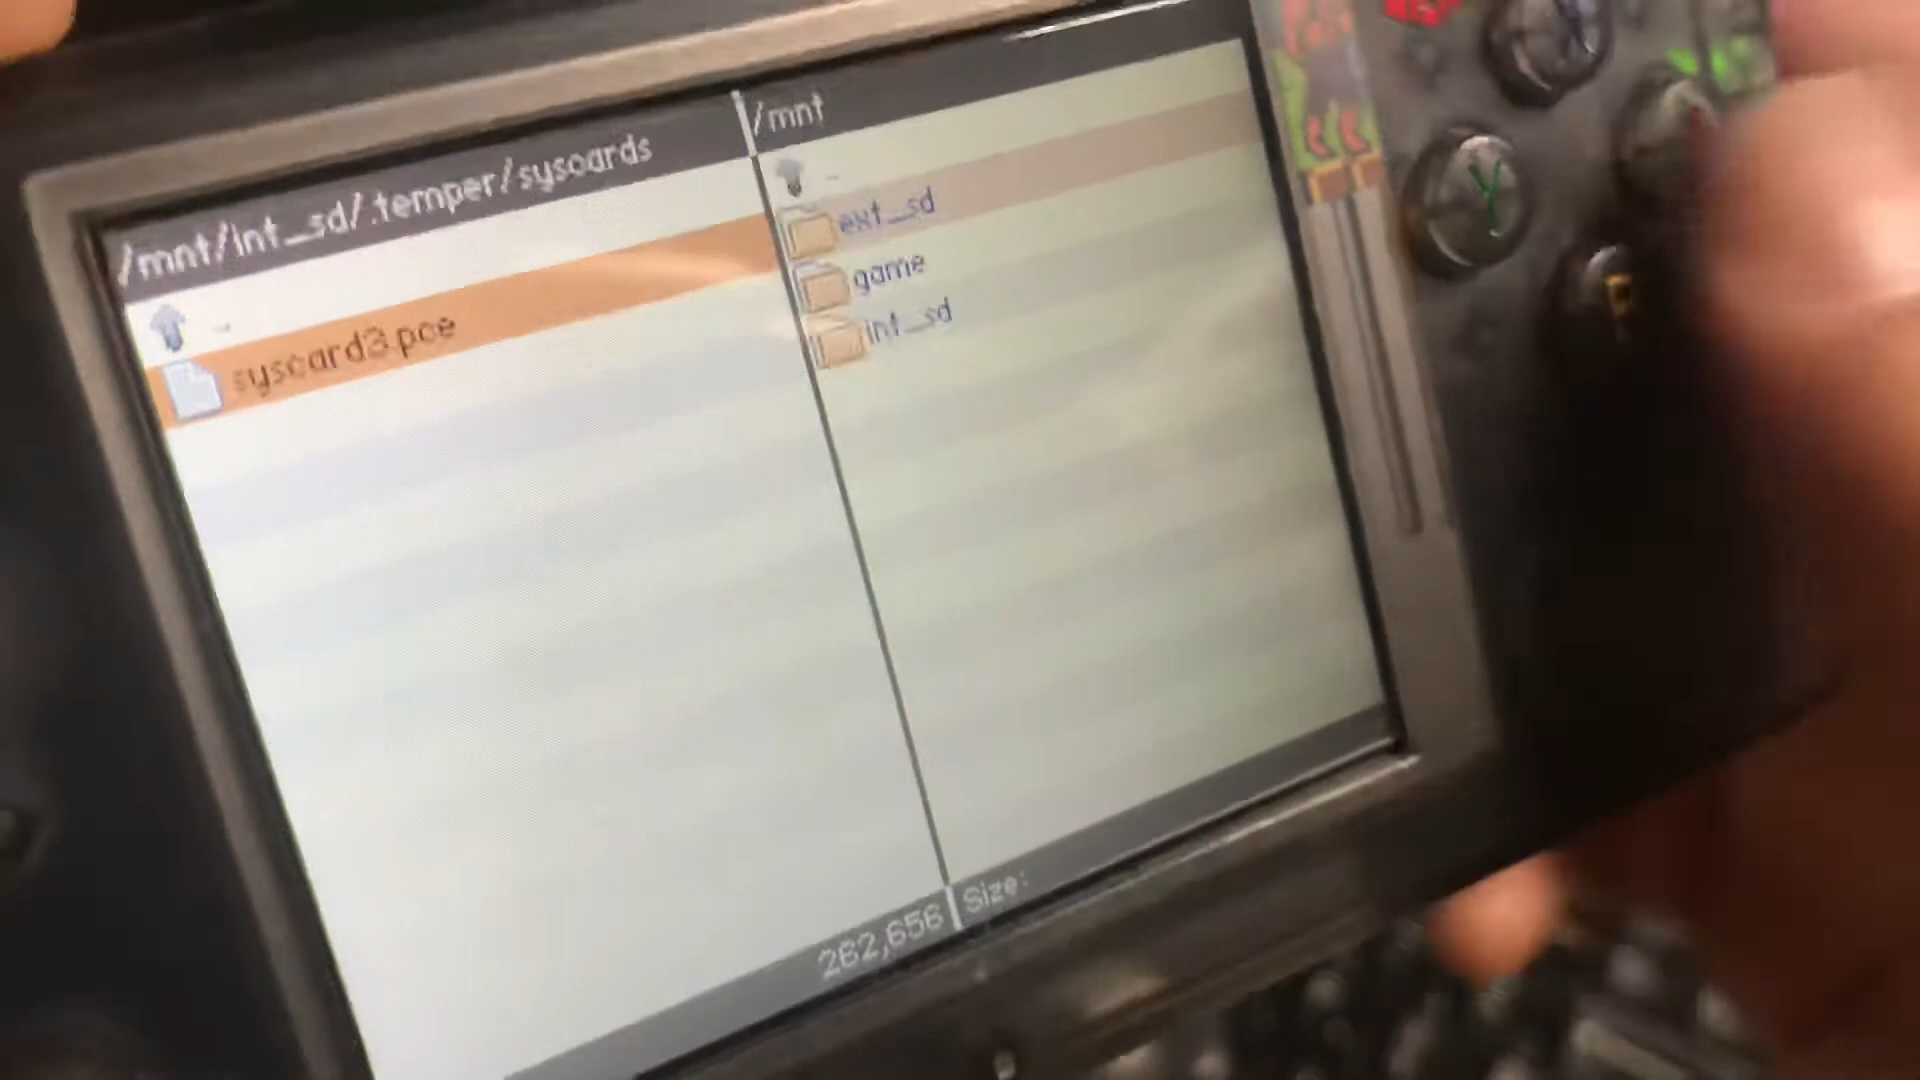 /mnt/int_sd/.temper/syscards
..
syscard3.pce
262,656
/mnt
..
ext_sd
game
int_sd
Size:
Y